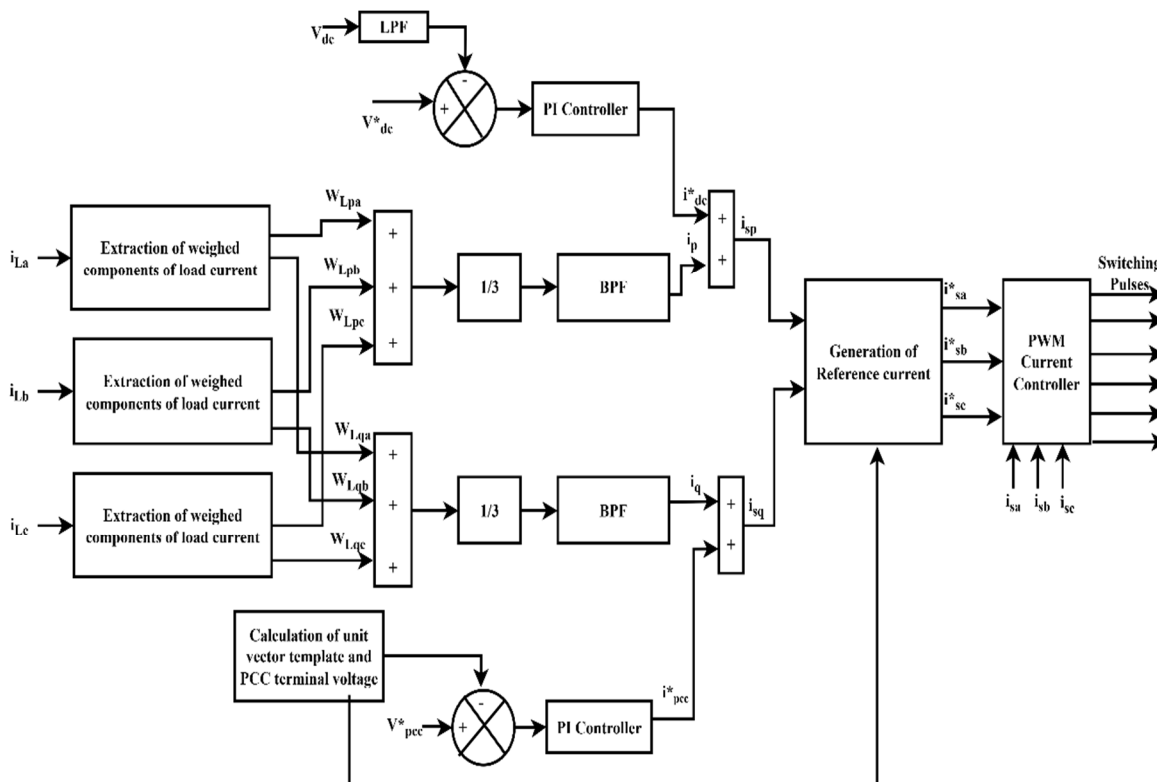 V_dc
LPF
-
+
V*_dc
PI Controller
i*_dc
+
+
i_sp
i_p
i_La
Extraction of weighed
components of load current
W_Lpa
W_Lpb
W_Lpc
+
+
+
1/3
BPF
i_Lb
Extraction of weighed
components of load current
i_Lc
Extraction of weighed
components of load current
W_Lqa
W_Lqb
W_Lqc
+
+
+
1/3
BPF
i_q
+
+
i_sq
Generation of
Reference current
i*_sa
i*_sb
i*_sc
PWM
Current
Controller
Switching
Pulses
i_sa
i_sb
i_sc
Calculation of unit
vector template and
PCC terminal voltage
-
+
V*_pcc
PI Controller
i*_pcc